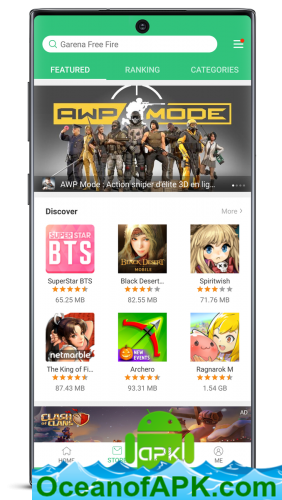 Garena Free Fire
FEATURED RANKING CATEGORIES
AWP MODE
AWP Mode : Action sniper d'élite 3D en lig...
Discover More >
SUPERSTAR
BTS
BLACK DESERT
MOBILE
SuperStar BTS Black Desert... Spiritwish
65.25 MB 82.55 MB 71.76 MB
netmarble
NEW
EVENTS
The King of Fi... Archero Ragnarok M
87.43 MB 93.31 MB 1.54 GB
CLASH
OF CLANS
AD
HOME ME
apk
OceanofAPK.com